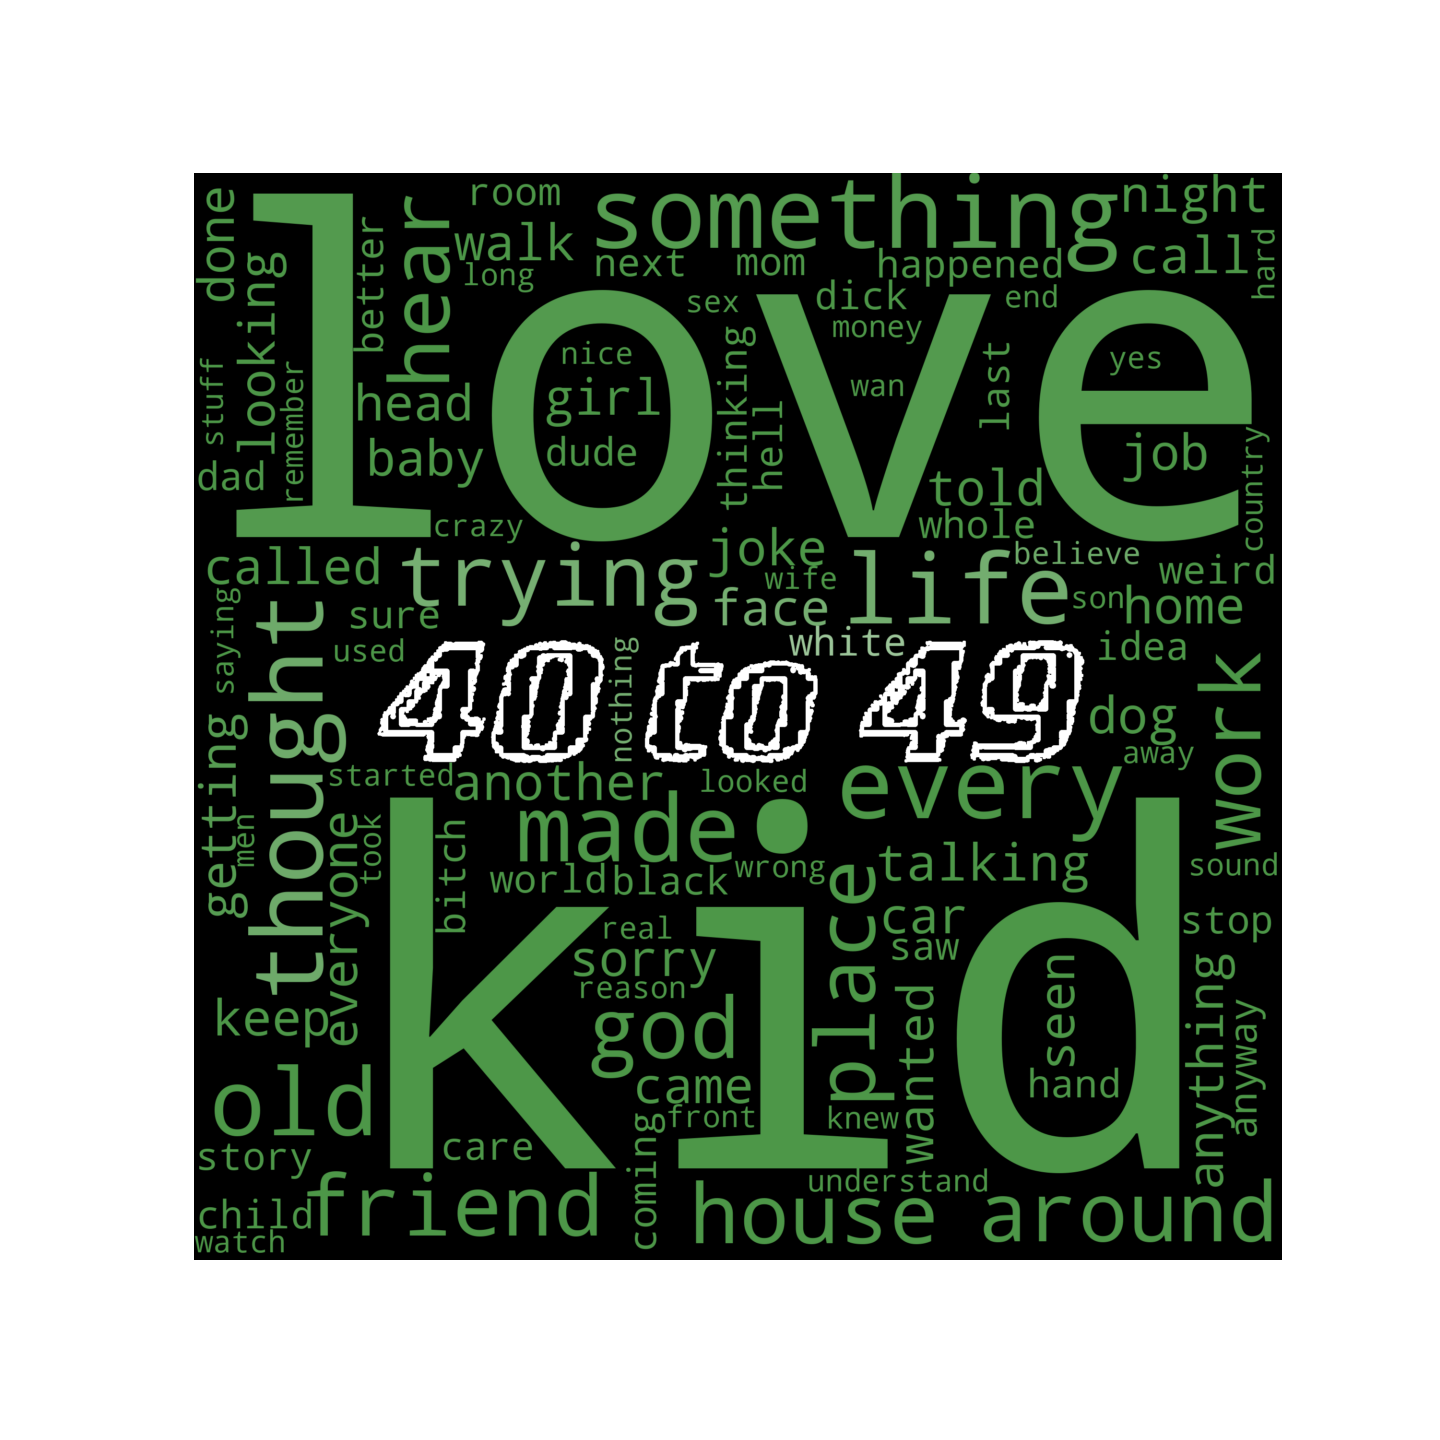 done
room
something
night
hear
walk
call
better
looking
long
next
mom
happened
hard
love
sex
dick
end
money
stuff
remember
nice
thinking
last
yes
head
girl
hell
wan
baby
dude
job
dad
told
country
crazy
whole
called
trying
joke
life
believe
weird
wife
saying
thought
sure
face
son
home
used
nothing
white
idea
40 to 49
work
dog
getting
started
another
looked
every
away
men
everyone
took
bitch
made
wrong
talking
sound
world
black
place
car
stop
real
saw
kid
sorry
reason
seen
anything
anyway
keep
god
wanted
old
came
hand
front
knew
story
care
coming
understand
child
friend
house
around
watch